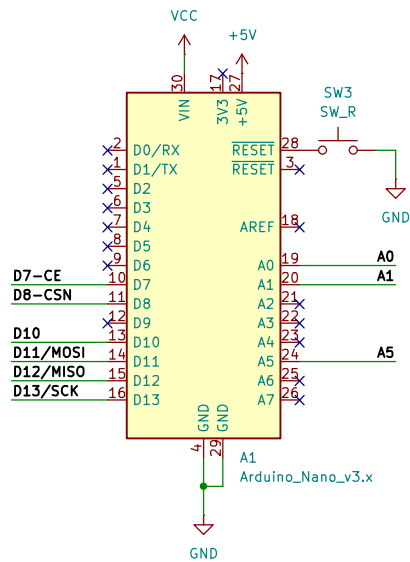 VCC
+5V
30
17
27
VIN
3V3
+5V
SW3
SW_R
2 D0/RX
RESET 28
1 D1/TX
RESET 3
GND
5 D2
6 D3
7 D4
AREF 18
8 D5
9 D6
A0 19 A0
D7-CE 10 D7
A1 20 A1
D8-CSN 11 D8
A2 21
12 D9
A3 22
D10 13 D10
A4 23
D11/MOSI 14 D11
A5 24 A5
D12/MISO 15 D12
A6 25
D13/SCK 16 D13
A7 26
GND
GND
4
29
A1
Arduino_Nano_v3.x
GND